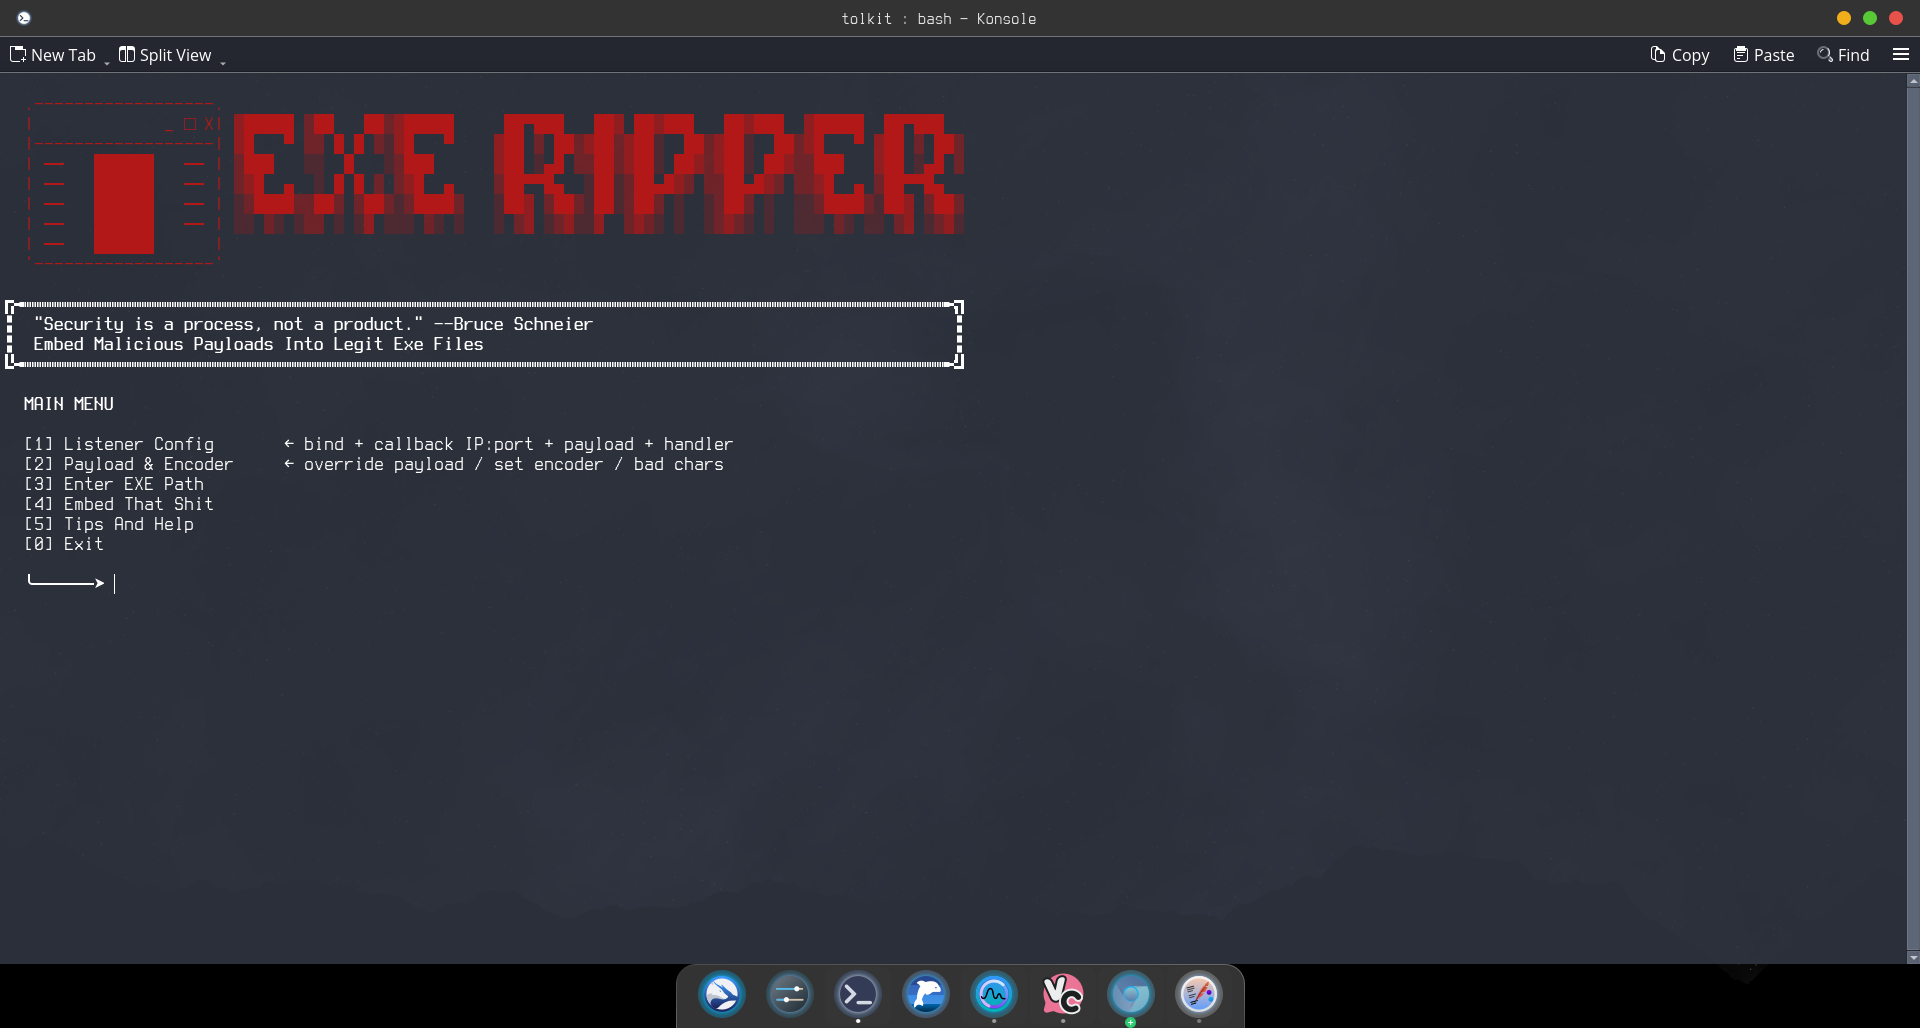 tolkit : bash — Konsole
New Tab
Split View
Copy
Paste
Find
_ □ X
EXE RIPPER
"Security is a process, not a product." --Bruce Schneier
Embed Malicious Payloads Into Legit Exe Files
MAIN MENU
[1] Listener Config ← bind + callback IP:port + payload + handler
[2] Payload & Encoder ← override payload / set encoder / bad chars
[3] Enter EXE Path
[4] Embed That Shit
[5] Tips And Help
[0] Exit
VC